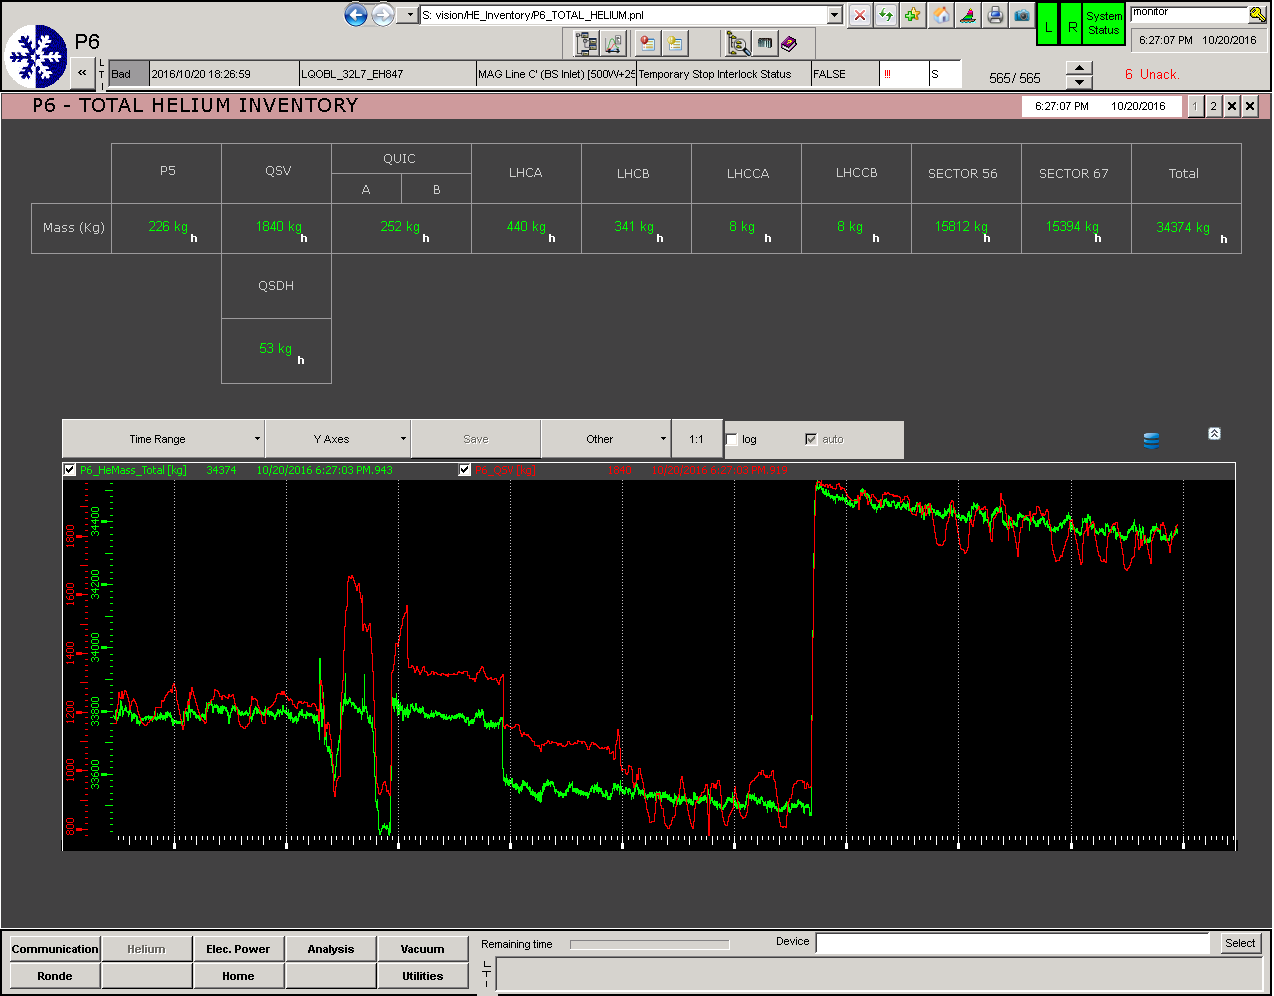 S: vision/HE_Inventory/P6_TOTAL_HELIUM.pnl
L R System Status
monitor
6:27:07 PM 10/20/2016
P6
«
L T I
Bad 2016/10/20 18:26:59 LQOBL_32L7_EH847 MAG Line C' (BS Inlet) [500W+25 Temporary Stop Interlock Status FALSE !!! S
565/ 565
6 Unack.
P6 - TOTAL HELIUM INVENTORY
6:27:07 PM 10/20/2016 1 2
P5 QSV QUIC LHCA LHCB LHCCA LHCCB SECTOR 56 SECTOR 67 Total
A B
Mass (Kg) 226 kg h 1840 kg h 252 kg h 440 kg h 341 kg h 8 kg h 8 kg h 15812 kg h 15394 kg h 34374 kg h
QSDH
53 kg h
Time Range Y Axes Save Other 1:1 log auto
P6_HeMass_Total [kg] 34374 10/20/2016 6:27:03 PM.943
1840
1800 34400
1600 34200
1400 34000
1200 33800
1000 33600
800
Communication Helium Elec. Power Analysis Vacuum
Remaining time
Device
Select
Ronde Home Utilities
L T I